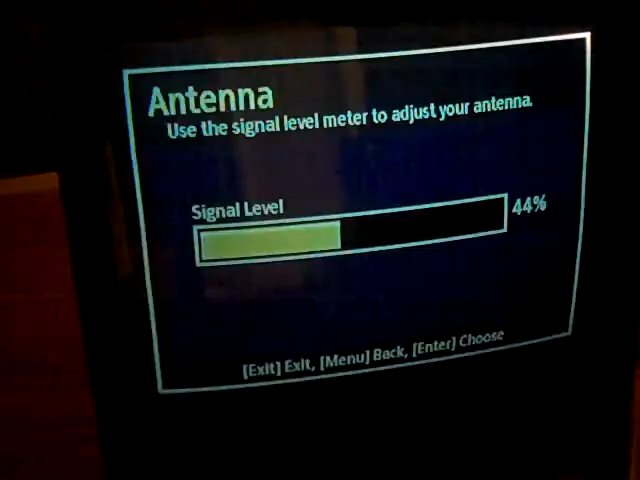 Antenna
Use the signal level meter to adjust your antenna.
Signal Level
44%
[Exit] Exit, [Menu] Back, [Enter] Choose